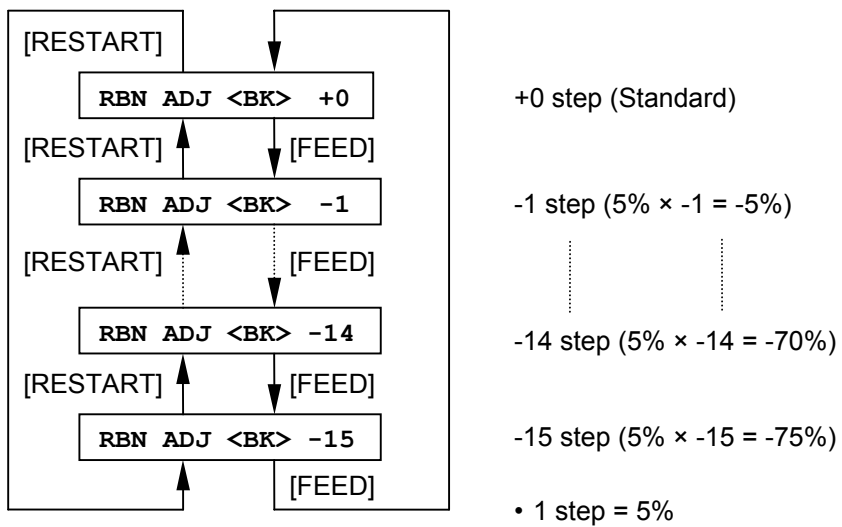 [RESTART]
RBN ADJ <BK> +0
+0 step (Standard)
[RESTART]
[FEED]
RBN ADJ <BK> -1
-1 step (5% × -1 = -5%)
[RESTART]
[FEED]
RBN ADJ <BK> -14
-14 step (5% × -14 = -70%)
[RESTART]
[FEED]
RBN ADJ <BK> -15
-15 step (5% × -15 = -75%)
[FEED]
• 1 step = 5%